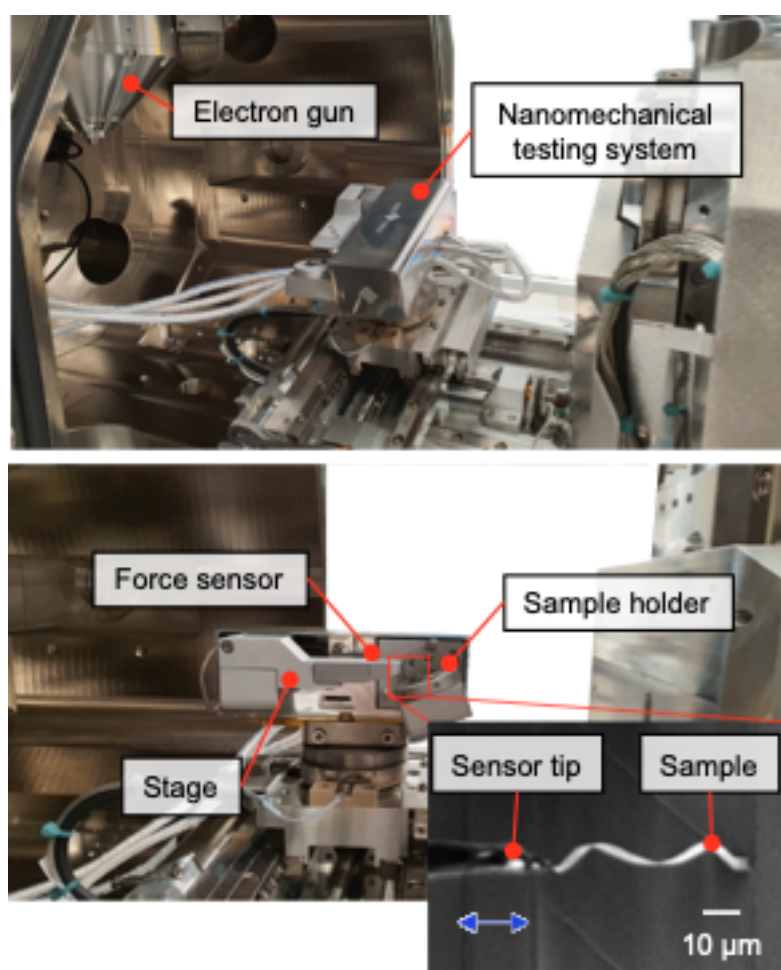 Electron gun
Nanomechanical
testing system
Force sensor
Sample holder
Stage
Sensor tip
Sample
10 μm